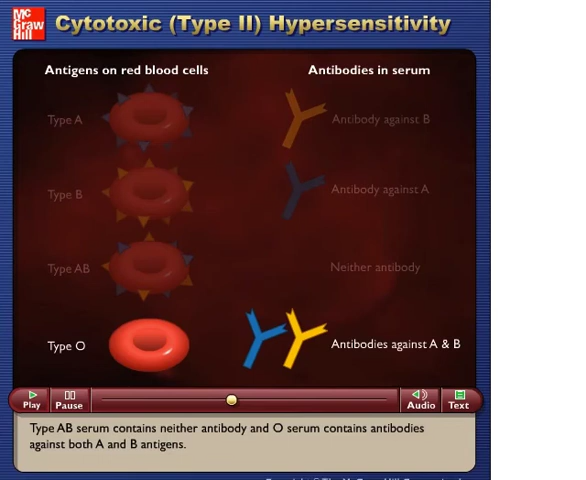 Mc
Graw
Hill
Cytotoxic (Type II) Hypersensitivity
Antigens on red blood cells
Antibodies in serum
Type A
Antibody against B
Type B
Antibody against A
Type AB
Neither antibody
Type O
Antibodies against A & B
Play
Pause
Audio
Text
Type AB serum contains neither antibody and O serum contains antibodies
against both A and B antigens.